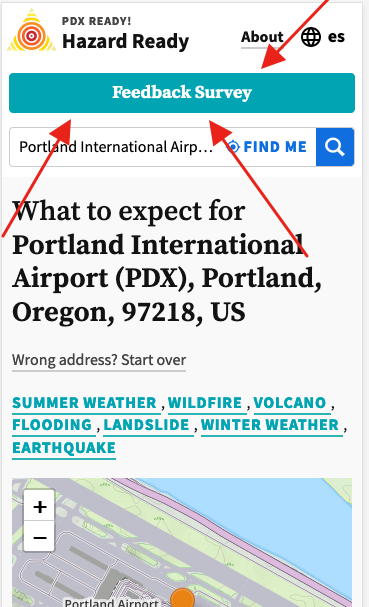 PDX READY!
Hazard Ready
About
es
Feedback Survey
Portland International Airp...
FIND ME
What to expect for
Portland International
Airport (PDX), Portland,
Oregon, 97218, US
Wrong address? Start over
SUMMER WEATHER , WILDFIRE , VOLCANO ,
FLOODING , LANDSLIDE , WINTER WEATHER ,
EARTHQUAKE
+
−
Portland Airport